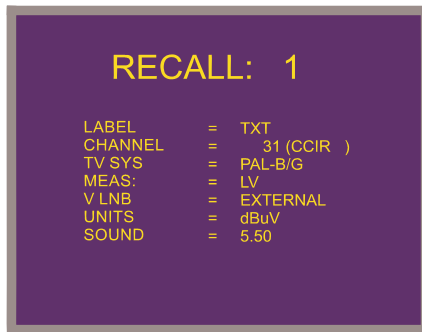 RECALL: 1
LABEL = TXT
CHANNEL = 31 (CCIR )
TV SYS = PAL-B/G
MEAS: = LV
V LNB = EXTERNAL
UNITS = dBuV
SOUND = 5.50